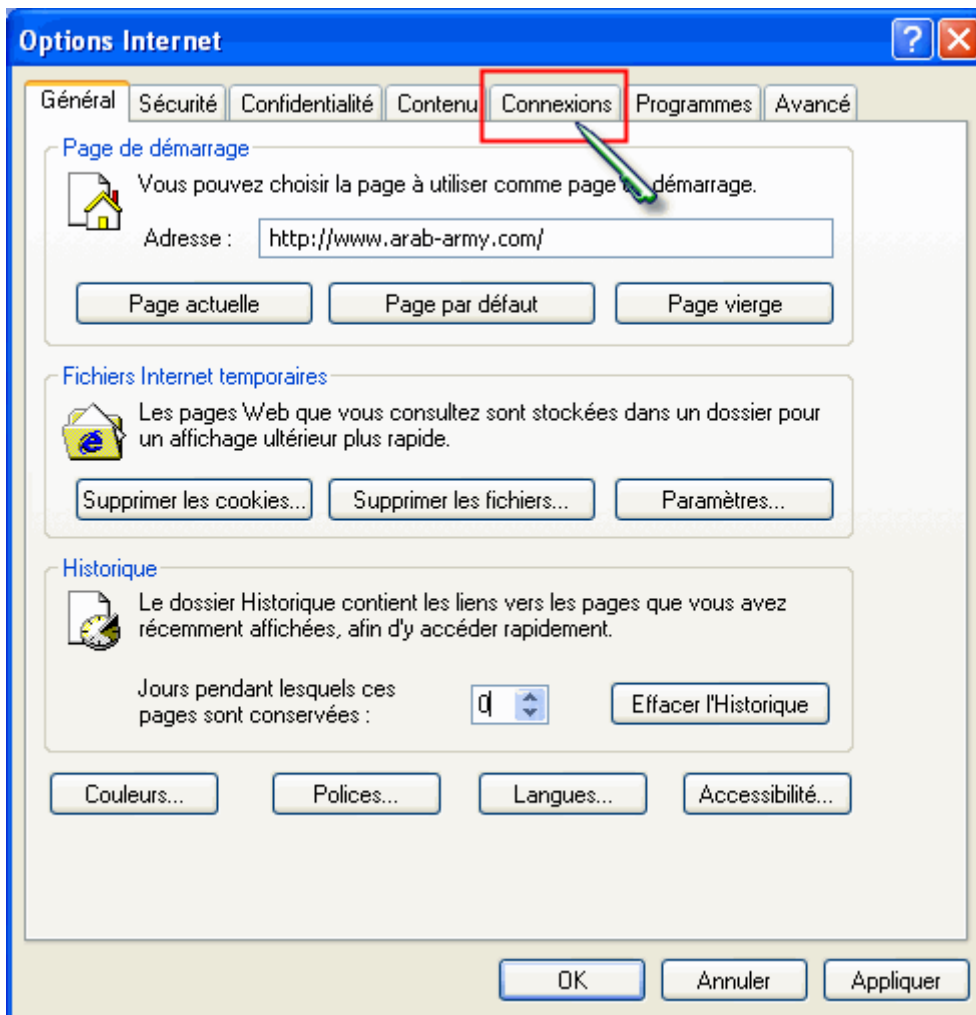 Options Internet
Général Sécurité Confidentialité Contenu Connexions Programmes Avancé
Page de démarrage
Vous pouvez choisir la page à utiliser comme page démarrage.
Adresse : http://www.arab-army.com/
Page actuelle Page par défaut Page vierge
Fichiers Internet temporaires
Les pages Web que vous consultez sont stockées dans un dossier pour
un affichage ultérieur plus rapide.
Supprimer les cookies... Supprimer les fichiers... Paramètres...
Historique
Le dossier Historique contient les liens vers les pages que vous avez
récemment affichées, afin d'y accéder rapidement.
Jours pendant lesquels ces
pages sont conservées : 0 Effacer l'Historique
Couleurs... Polices... Langues... Accessibilité...
OK Annuler Appliquer